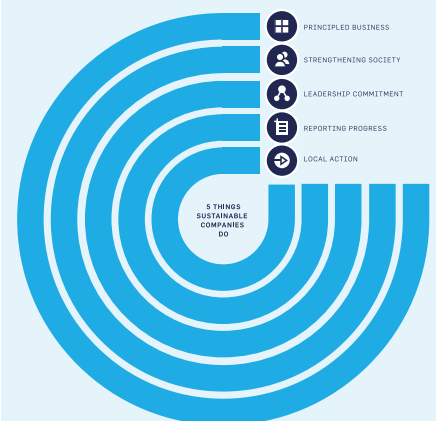 PRINCIPLED BUSINESS
STRENGTHENING SOCIETY
LEADERSHIP COMMITMENT
REPORTING PROGRESS
LOCAL ACTION
5 THINGS
SUSTAINABLE
COMPANIES
DO